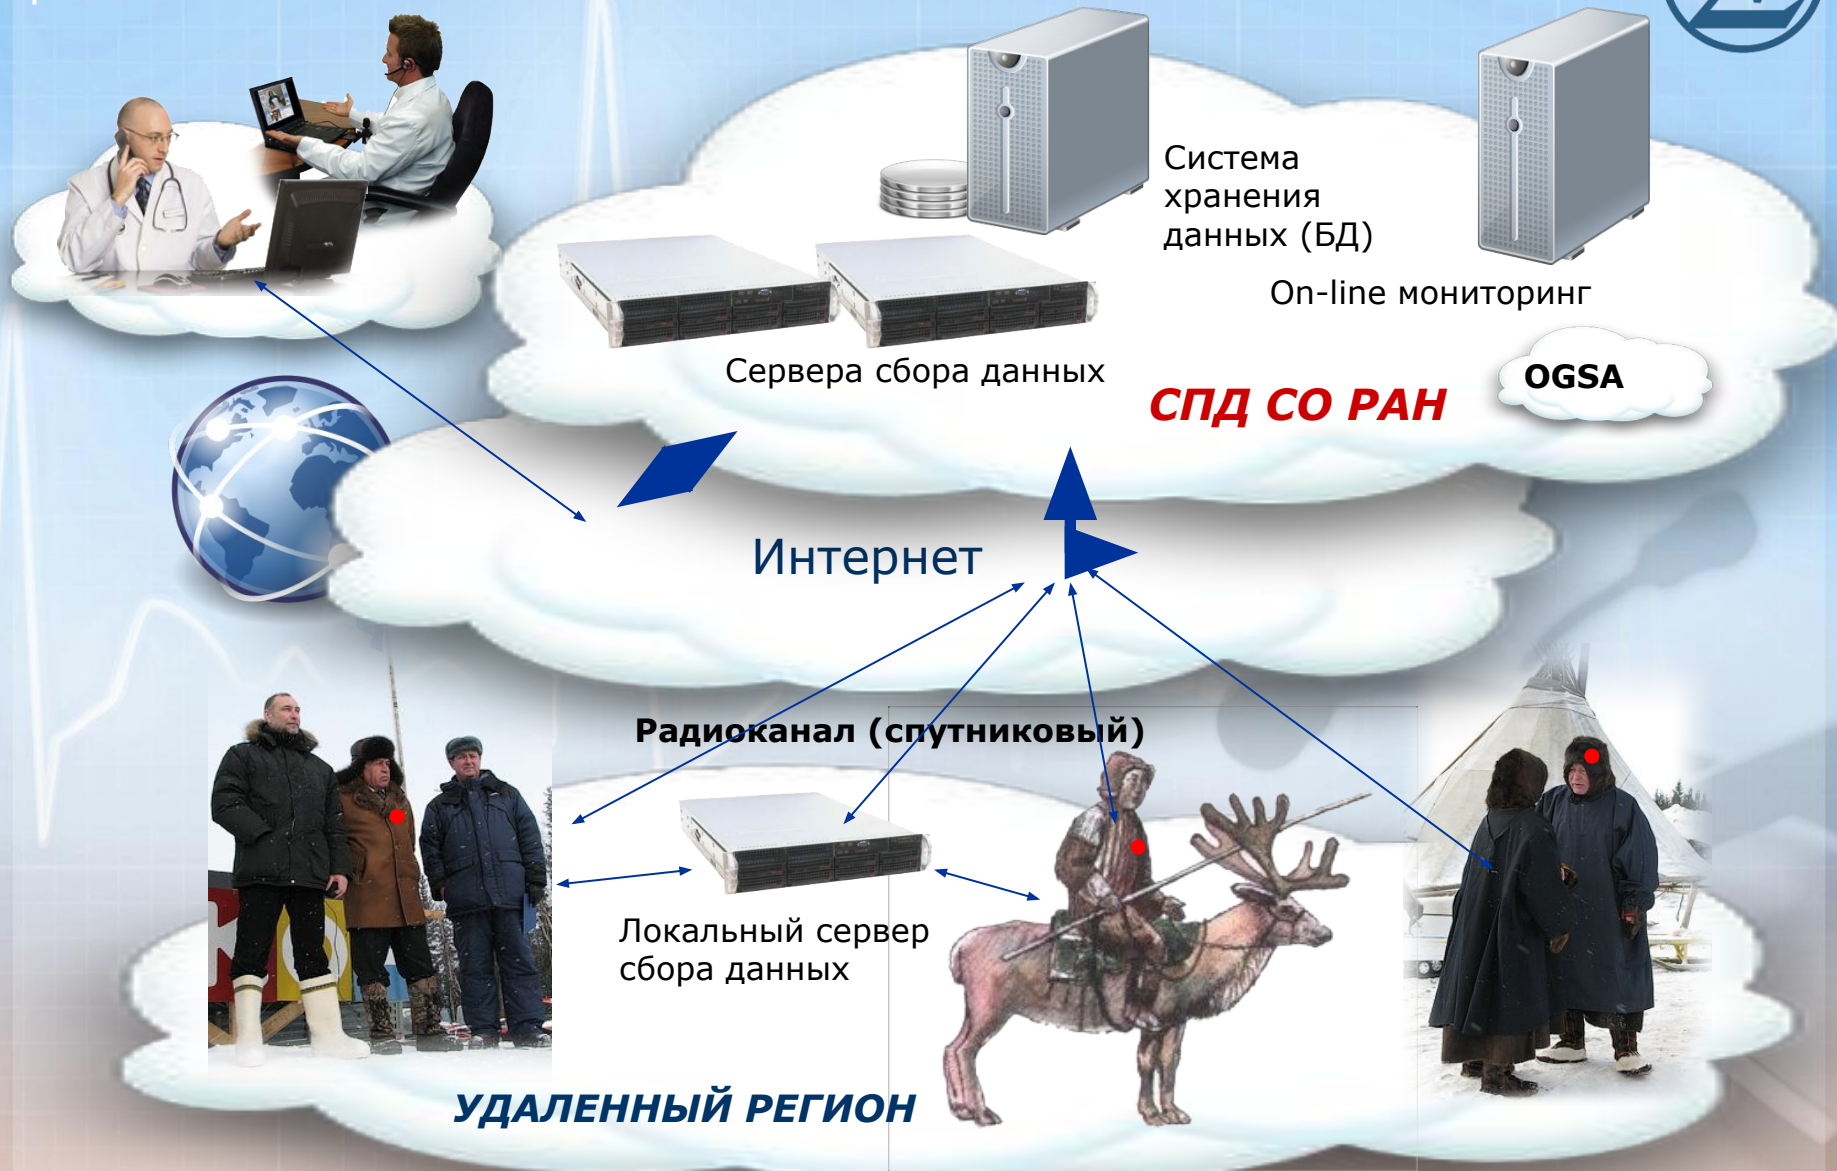 Система
хранения
данных (БД)
On-line мониторинг
Сервера сбора данных
OGSA
СПД СО РАН
Интернет
Радиоканал (спутниковый)
Локальный сервер
сбора данных
УДАЛЕННЫЙ РЕГИОН